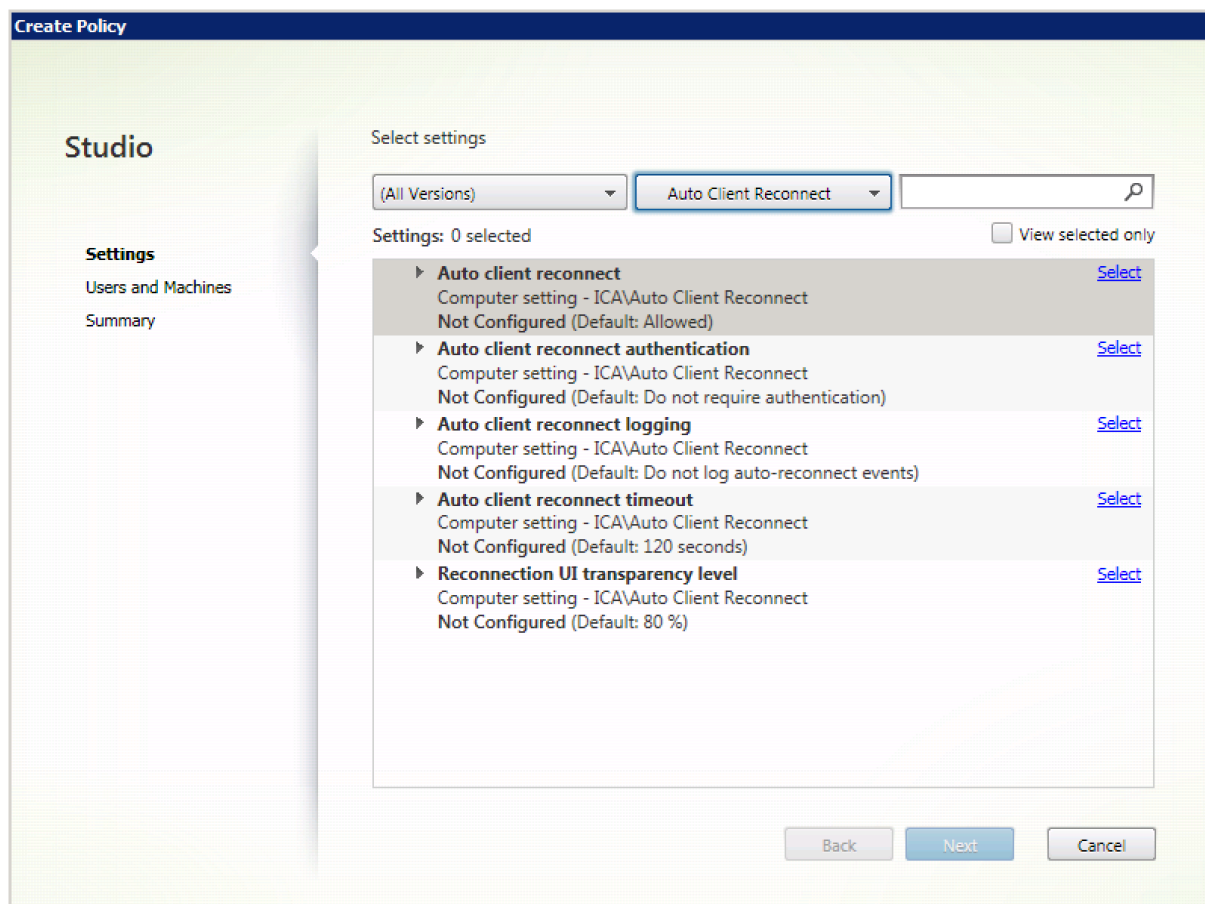 Create Policy
Studio
Settings
Users and Machines
Summary
Select settings
(All Versions)
Auto Client Reconnect
Settings: 0 selected
View selected only
Auto client reconnect
Select
Computer setting - ICA\Auto Client Reconnect
Not Configured (Default: Allowed)
Auto client reconnect authentication
Select
Computer setting - ICA\Auto Client Reconnect
Not Configured (Default: Do not require authentication)
Auto client reconnect logging
Select
Computer setting - ICA\Auto Client Reconnect
Not Configured (Default: Do not log auto-reconnect events)
Auto client reconnect timeout
Select
Computer setting - ICA\Auto Client Reconnect
Not Configured (Default: 120 seconds)
Reconnection UI transparency level
Select
Computer setting - ICA\Auto Client Reconnect
Not Configured (Default: 80 %)
Back
Next
Cancel